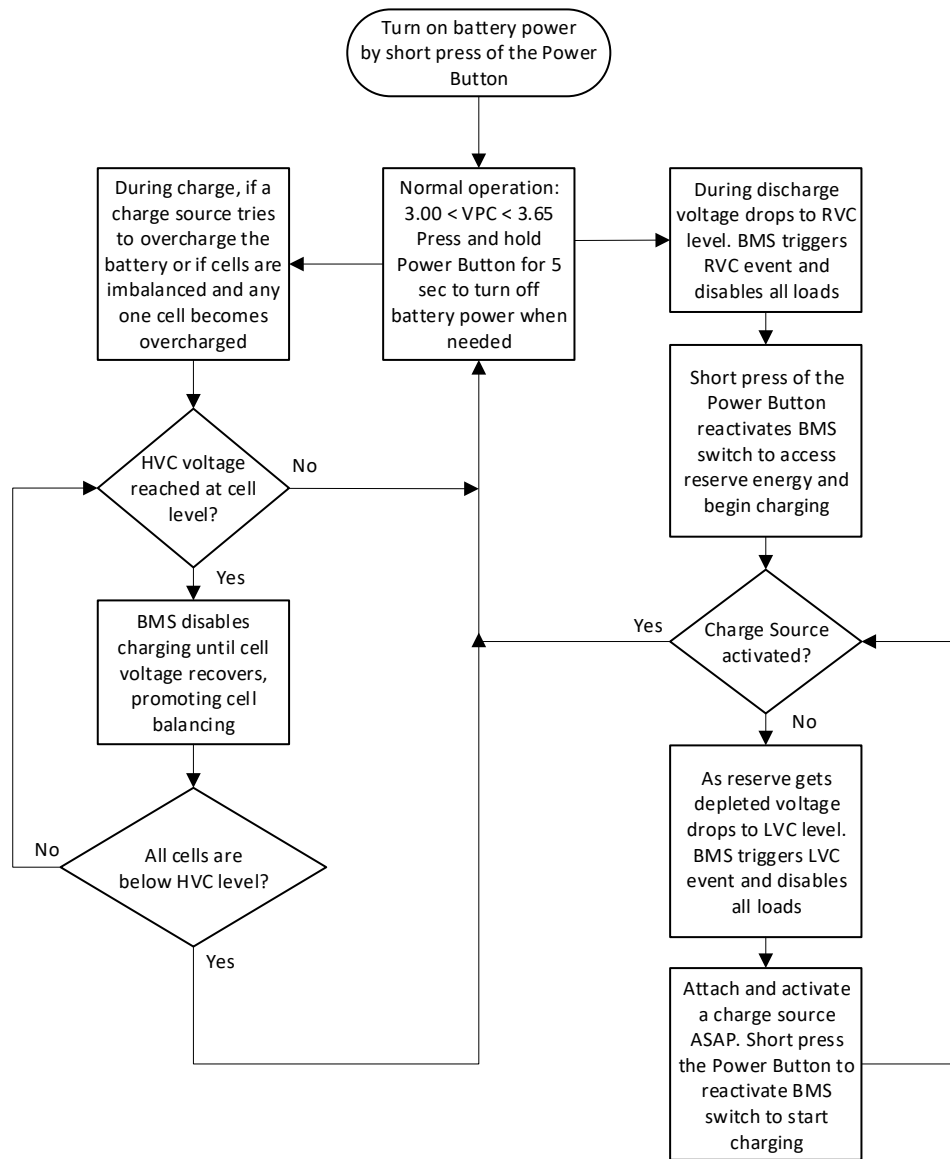 Turn on battery power
by short press of the Power
Button
During charge, if a
charge source tries
to overcharge the
battery or if cells are
imbalanced and any
one cell becomes
overcharged
Normal operation:
3.00 < VPC < 3.65
Press and hold
Power Button for 5
sec to turn off
battery power when
needed
During discharge
voltage drops to RVC
level. BMS triggers
RVC event and
disables all loads
Short press of the
Power Button
reactivates BMS
switch to access
reserve energy and
begin charging
HVC voltage
reached at cell
level?
No
Yes
BMS disables
charging until cell
voltage recovers,
promoting cell
balancing
Yes
Charge Source
activated?
No
As reserve gets
depleted voltage
drops to LVC level.
BMS triggers LVC
event and disables
all loads
No
All cells are
below HVC level?
Yes
Attach and activate
a charge source
ASAP. Short press
the Power Button to
reactivate BMS
switch to start
charging